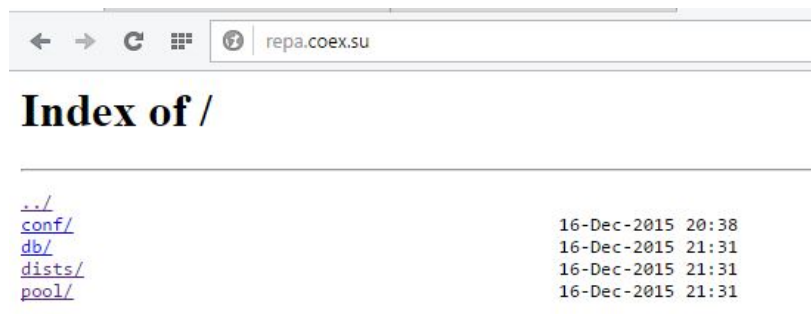 repa.coex.su
Index of /
../
conf/ 16-Dec-2015 20:38
db/ 16-Dec-2015 21:31
dists/ 16-Dec-2015 21:31
pool/ 16-Dec-2015 21:31